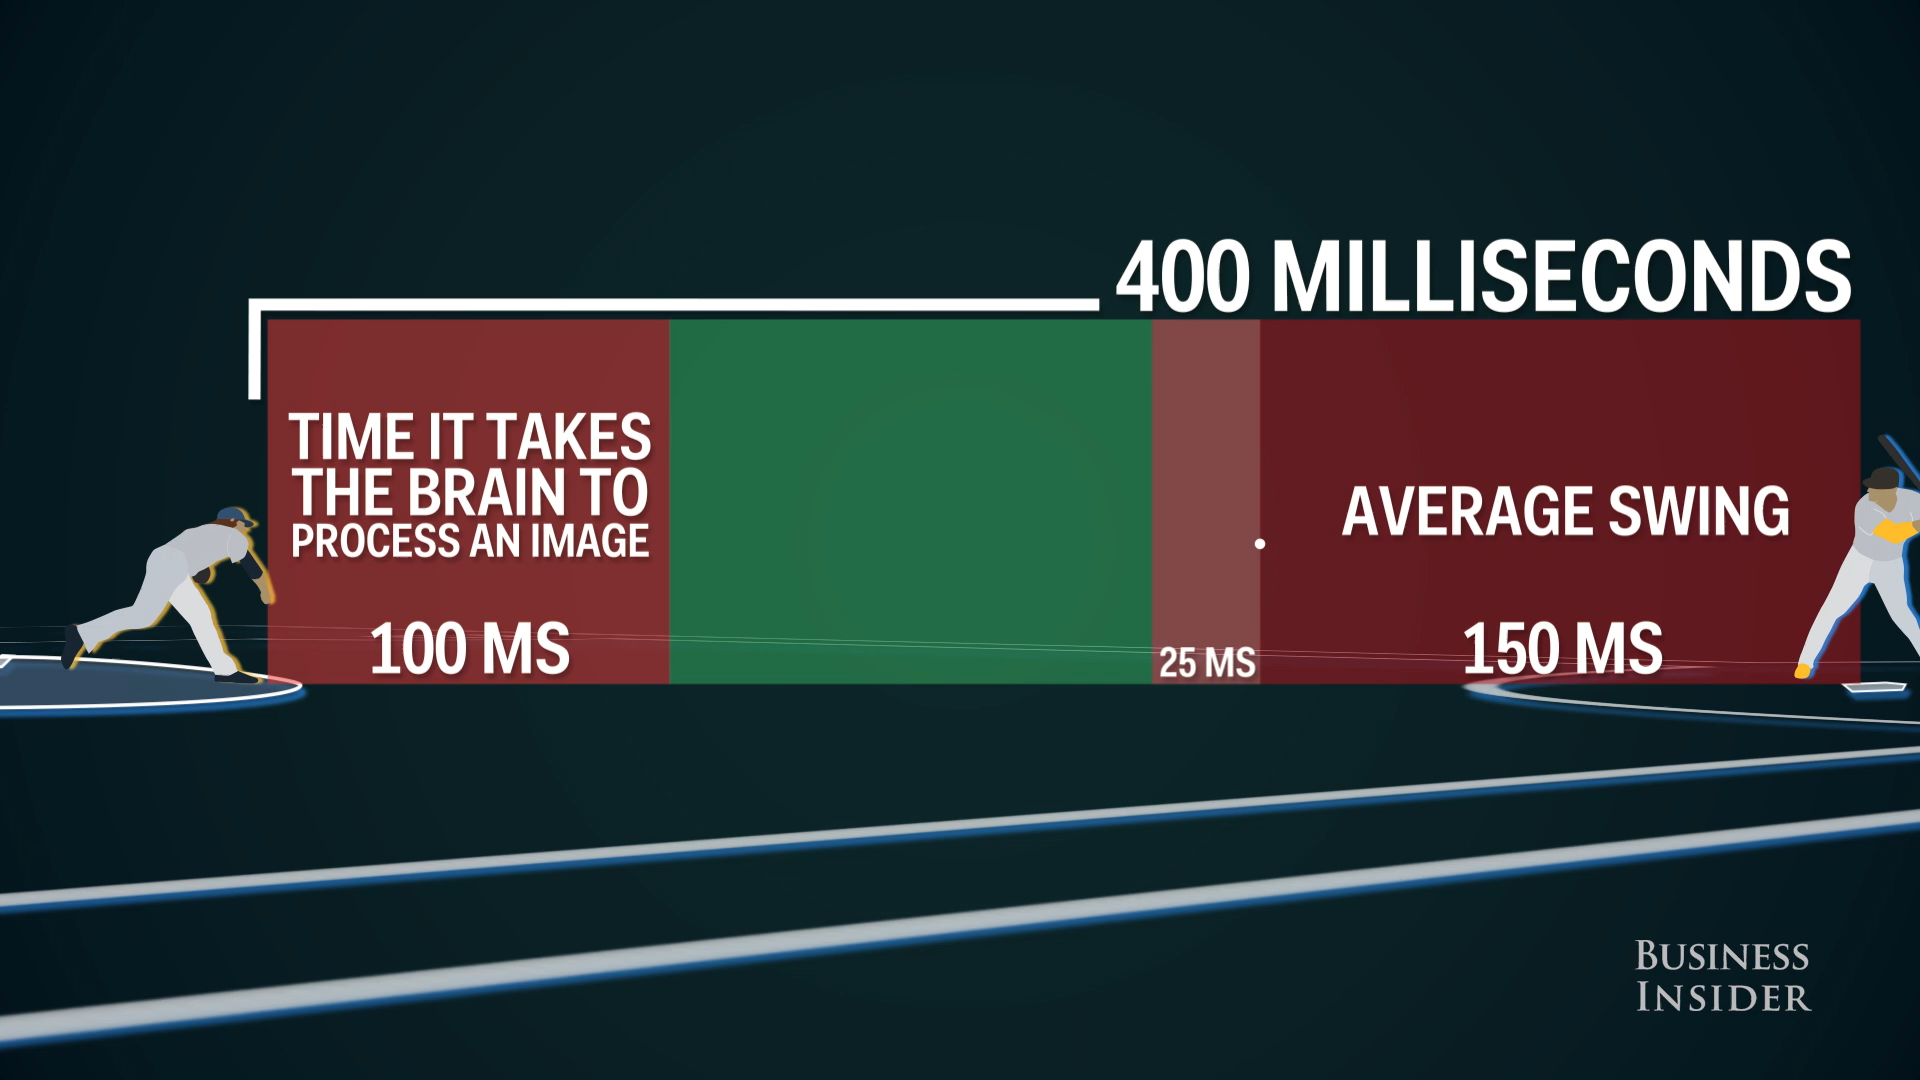 400 MILLISECONDS
TIME IT TAKES
THE BRAIN TO
PROCESS AN IMAGE
100 MS
25 MS
AVERAGE SWING
150 MS
BUSINESS
INSIDER